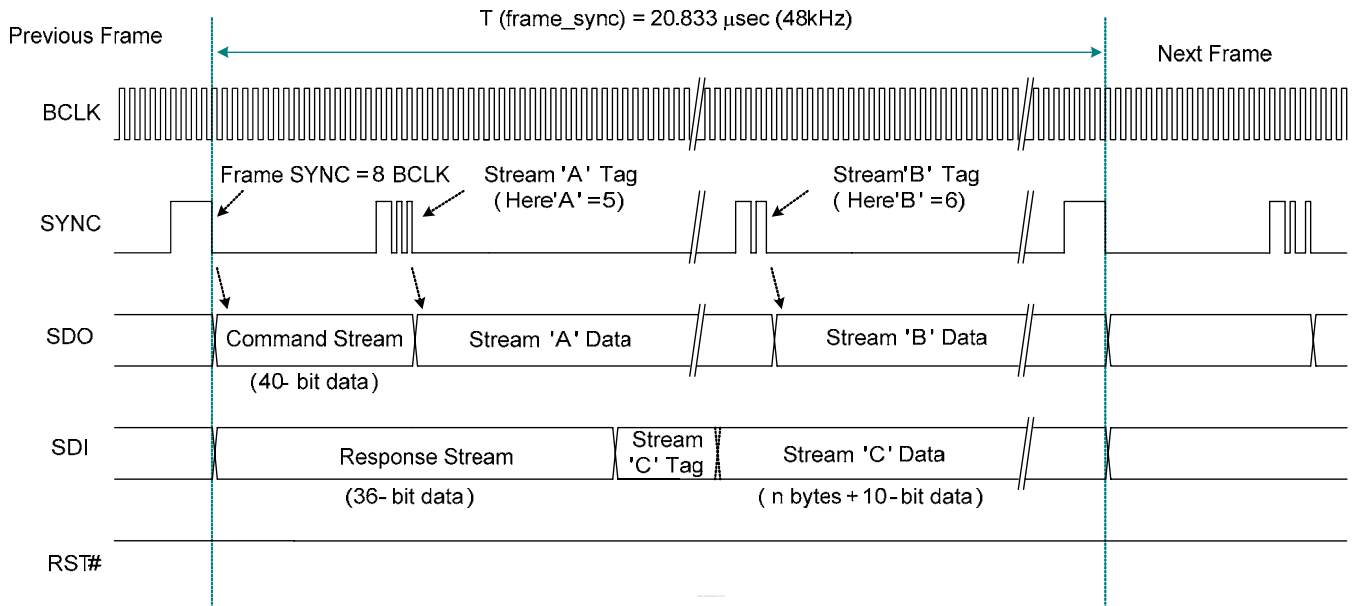 T (frame_sync) = 20.833 μsec (48kHz)
Previous Frame
Next Frame
BCLK
Frame SYNC = 8 BCLK
Stream 'A' Tag
(Here 'A' = 5)
Stream 'B' Tag
(Here 'B' = 6)
SYNC
SDO
Command Stream
Stream 'A' Data
Stream 'B' Data
(40- bit data)
SDI
Response Stream
Stream
'C' Tag
Stream 'C' Data
(36- bit data)
(n bytes + 10-bit data)
RST#